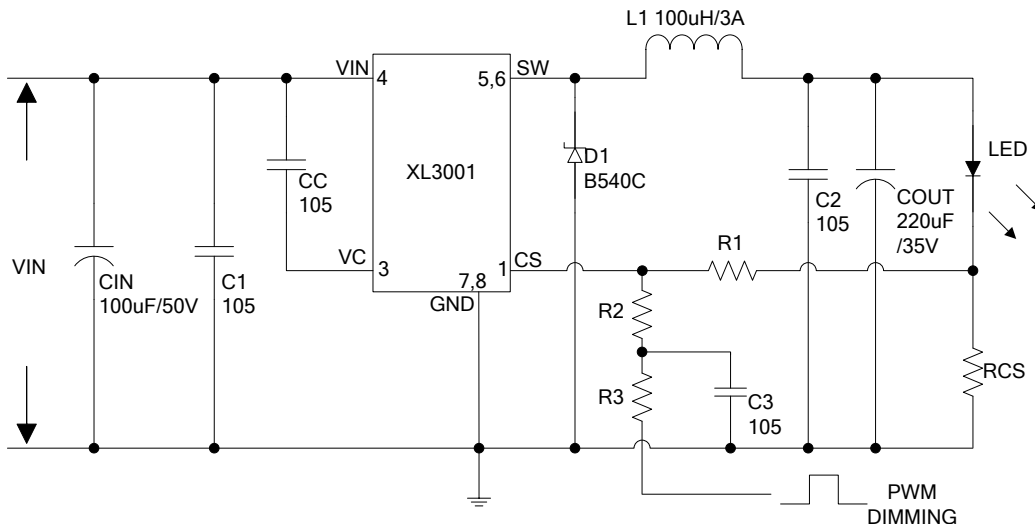 L1 100uH/3A
VIN
4
5,6
SW
XL3001
D1
B540C
LED
CC
105
C2
105
COUT
220uF
/35V
VIN
CIN
100uF/50V
C1
105
VC
3
1
CS
7,8
GND
R1
R2
R3
C3
105
RCS
PWM
DIMMING